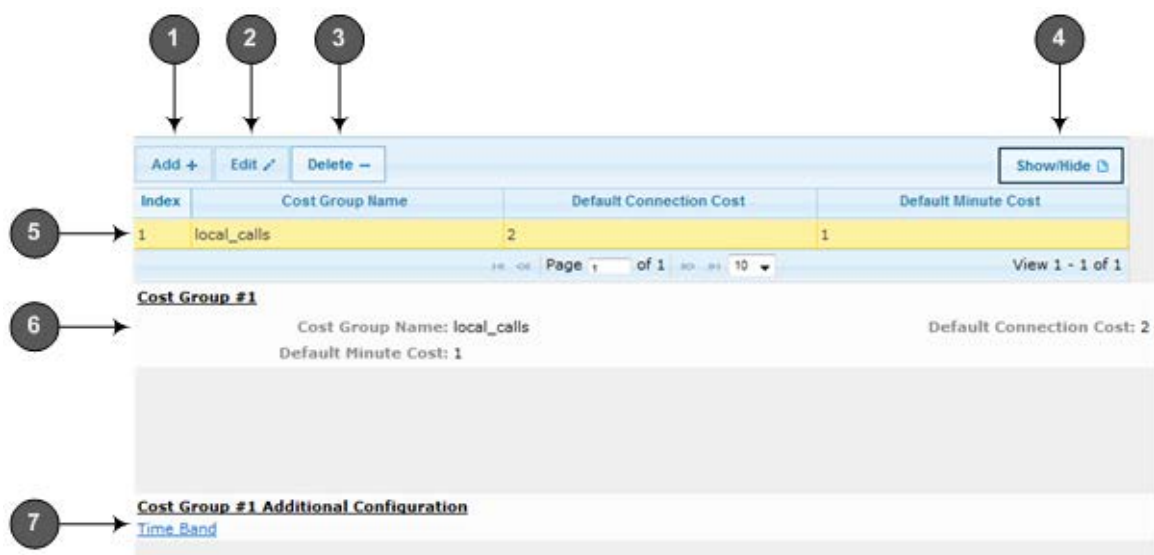 1 2 3 4
Add + Edit Delete – Show/Hide
Index Cost Group Name Default Connection Cost Default Minute Cost
5 1 local_calls 2 1
Page 1 of 1 10 View 1 - 1 of 1
Cost Group #1
6 Cost Group Name: local_calls Default Connection Cost: 2
Default Minute Cost: 1
Cost Group #1 Additional Configuration
7 Time Band